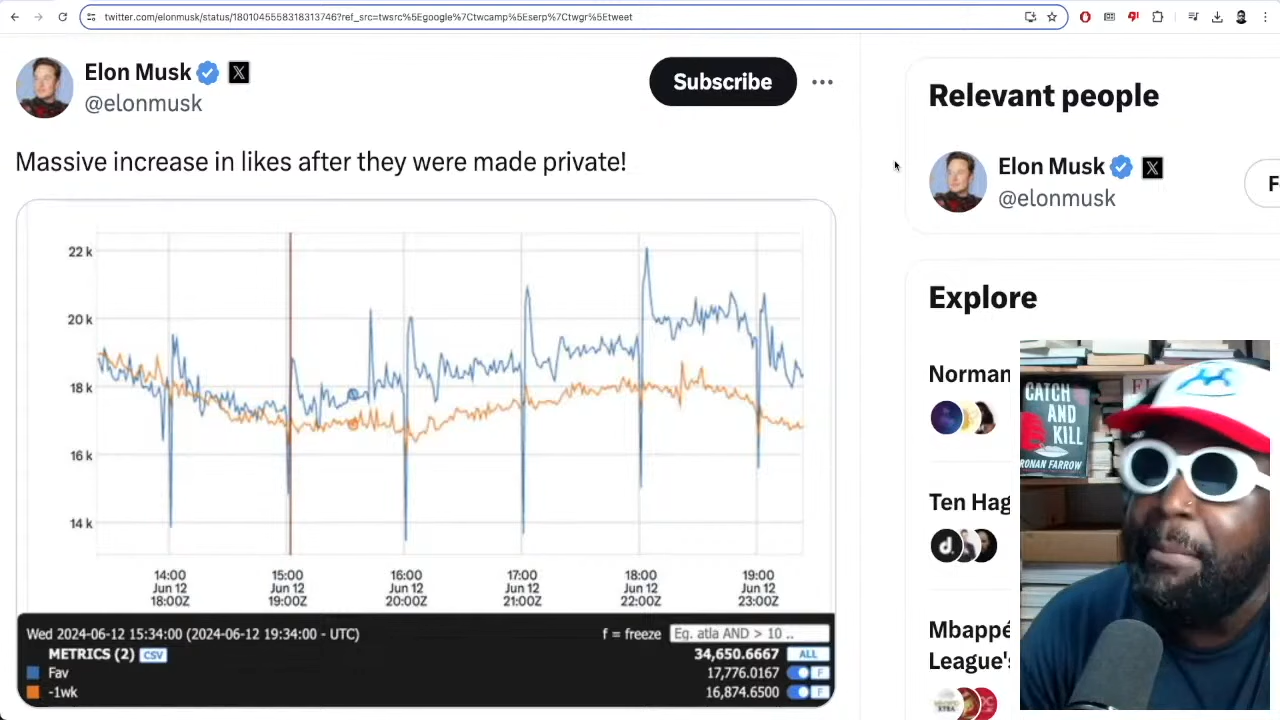 twitter.com/elonmusk/status/1801045558318313746?ref_src=twsrc%5Egoogle%7Ctwcamp%5Eserp%7Ctwgr%5Etweet
Elon Musk
@elonmusk
Subscribe
Massive increase in likes after they were made private!
22 k
20 k
18 k
16 k
14 k
14:00 15:00 16:00 17:00 18:00 19:00
Jun 12 Jun 12 Jun 12 Jun 12 Jun 12 Jun 12
18:00Z 19:00Z 20:00Z 21:00Z 22:00Z 23:00Z
Wed 2024-06-12 15:34:00 (2024-06-12 19:34:00 - UTC)
f = freeze
Eg. atla AND > 10 ..
METRICS (2) CSV
34,650.6667 ALL
Fav 17,776.0167 F
-1wk 16,874.6500 F
Relevant people
Elon Musk
@elonmusk
F
Explore
Norman
Ten Hag
d.
Mbappé
League's
CATCH
AND
KILL
RONAN FARROW